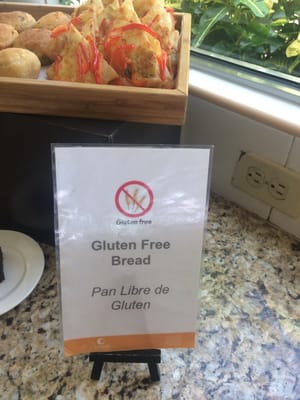 Gluten free
Gluten Free
Bread
Pan Libre de
Gluten